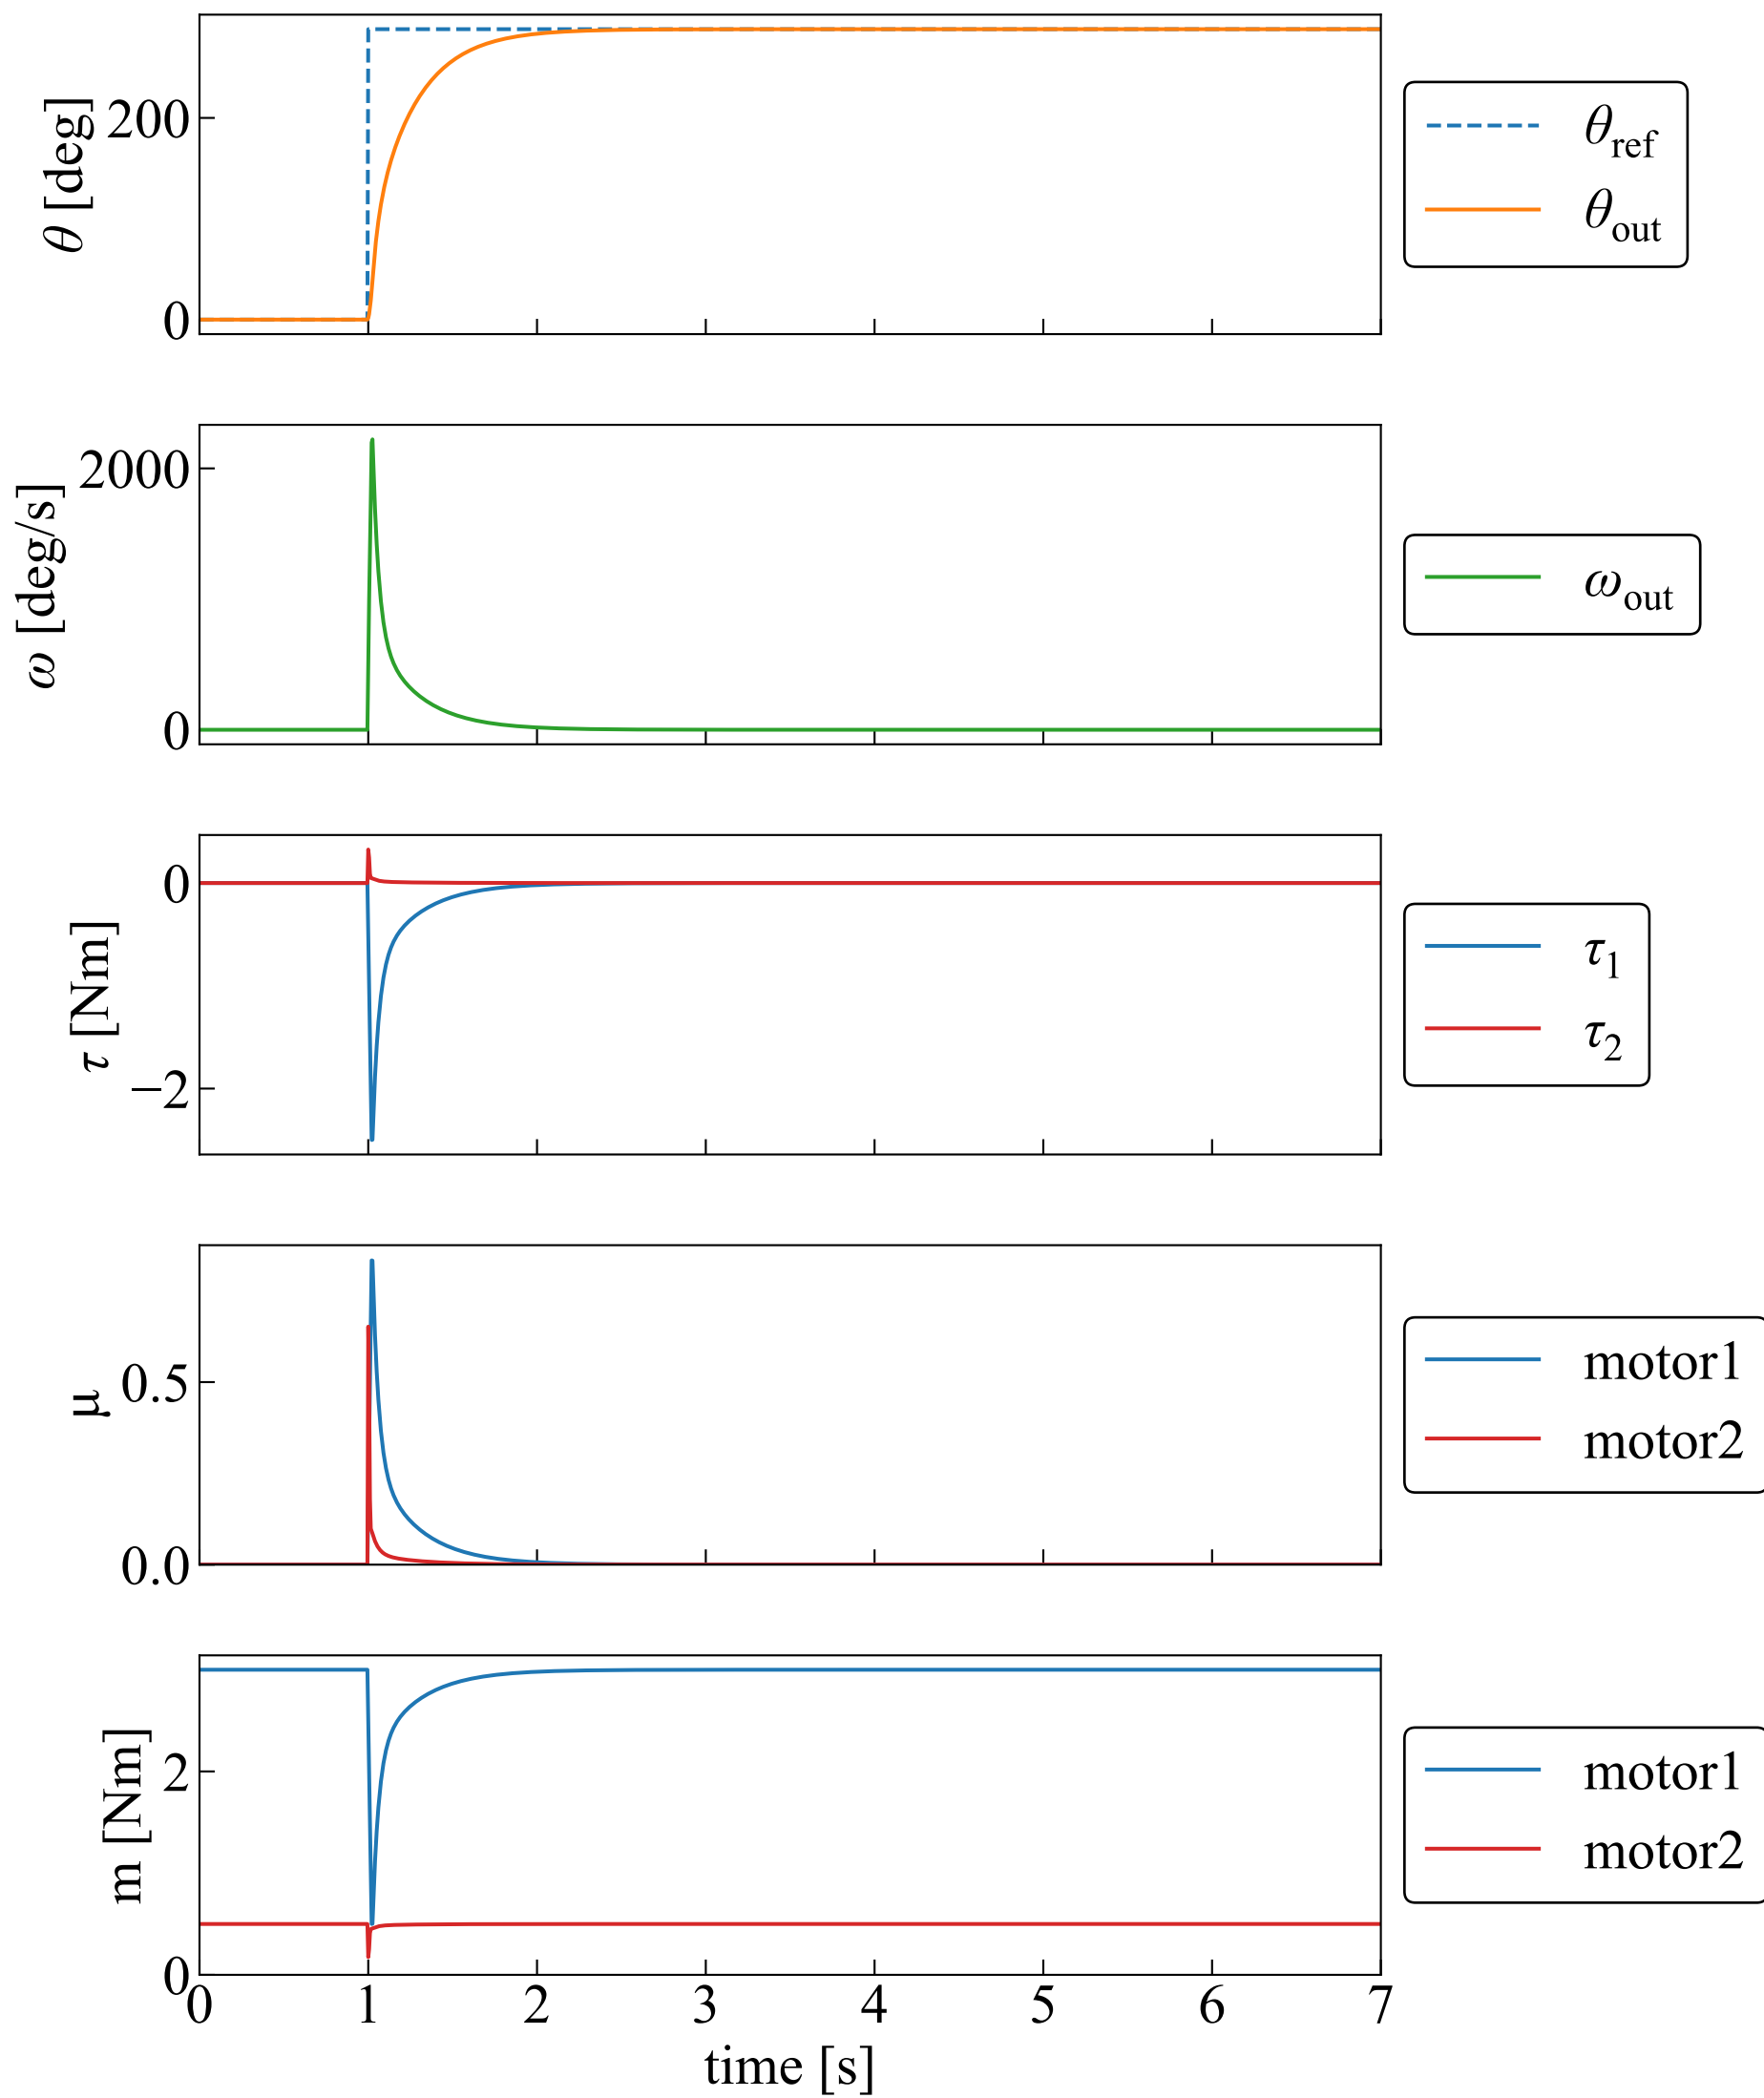 θ [deg]
200
0
θref
θout
ω [deg/s]
2000
0
ωout
τ [Nm]
0
−2
τ1
τ2
μ
0.5
0.0
motor1
motor2
m [Nm]
2
0
motor1
motor2
0 1 2 3 4 5 6 7
time [s]